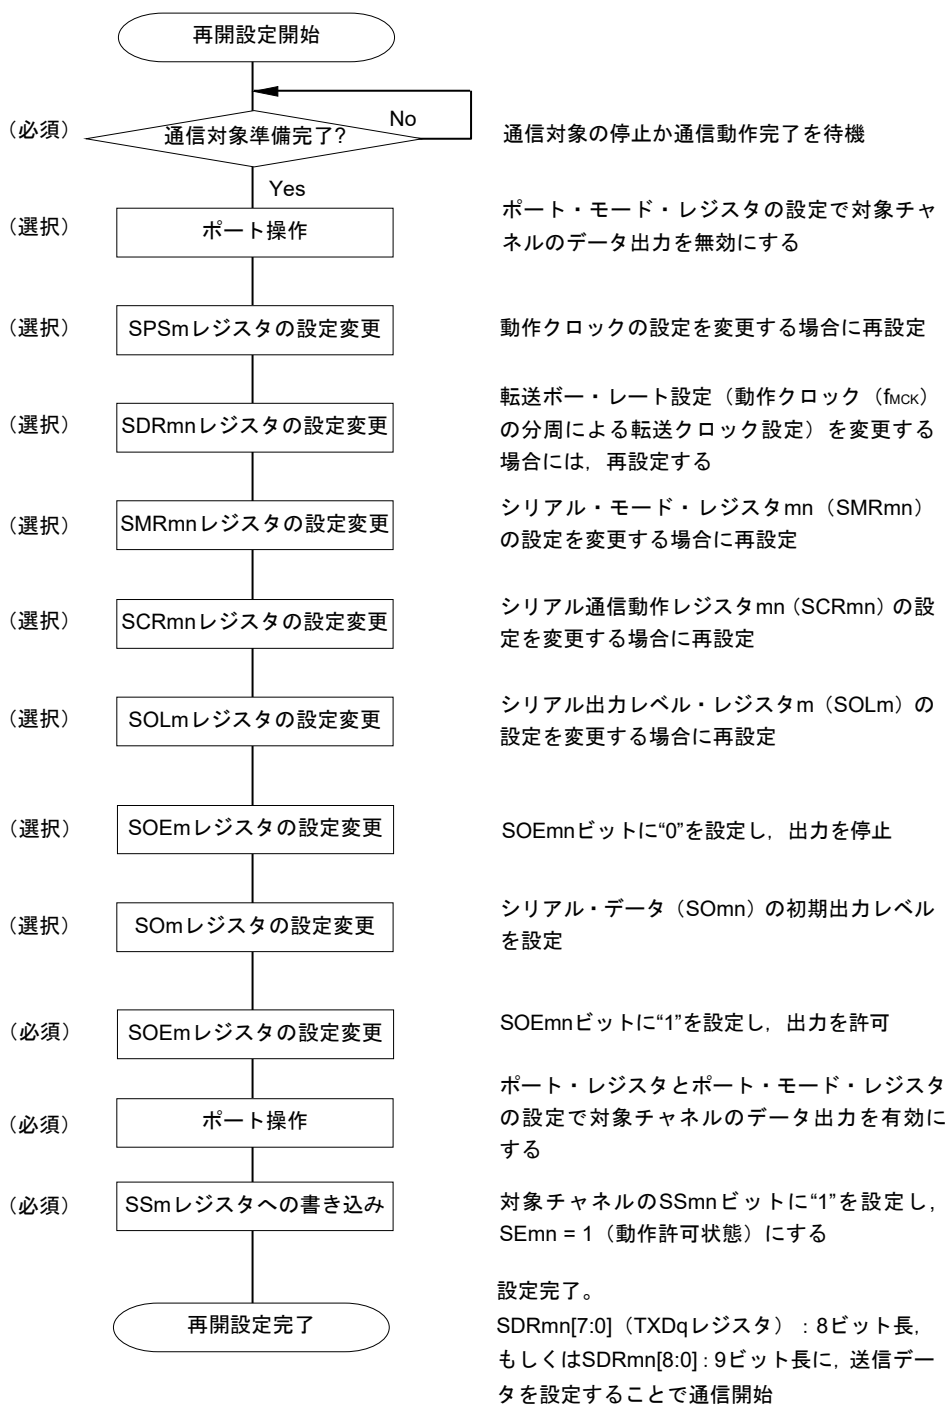 再開設定開始
No
(必須)
通信対象準備完了?
通信対象の停止か通信動作完了を待機
Yes
(選択)
ポート操作
ポート・モード・レジスタの設定で対象チャ
ネルのデータ出力を無効にする
(選択)
SPSmレジスタの設定変更
動作クロックの設定を変更する場合に再設定
(選択)
SDRmnレジスタの設定変更
転送ボー・レート設定(動作クロック(fMCK)
の分周による転送クロック設定)を変更する
場合には,再設定する
(選択)
SMRmnレジスタの設定変更
シリアル・モード・レジスタmn(SMRmn)
の設定を変更する場合に再設定
(選択)
SCRmnレジスタの設定変更
シリアル通信動作レジスタmn(SCRmn)の設
定を変更する場合に再設定
(選択)
SOLmレジスタの設定変更
シリアル出力レベル・レジスタm(SOLm)の
設定を変更する場合に再設定
(選択)
SOEmレジスタの設定変更
SOEmnビットに“0”を設定し,出力を停止
(選択)
SOmレジスタの設定変更
シリアル・データ(SOmn)の初期出力レベル
を設定
(必須)
SOEmレジスタの設定変更
SOEmnビットに“1”を設定し,出力を許可
(必須)
ポート操作
ポート・レジスタとポート・モード・レジスタ
の設定で対象チャネルのデータ出力を有効に
する
(必須)
SSmレジスタへの書き込み
対象チャネルのSSmnビットに“1”を設定し,
SEmn = 1(動作許可状態)にする
再開設定完了
設定完了。
SDRmn[7:0](TXDqレジスタ):8ビット長,
もしくはSDRmn[8:0]:9ビット長に,送信デー
タを設定することで通信開始